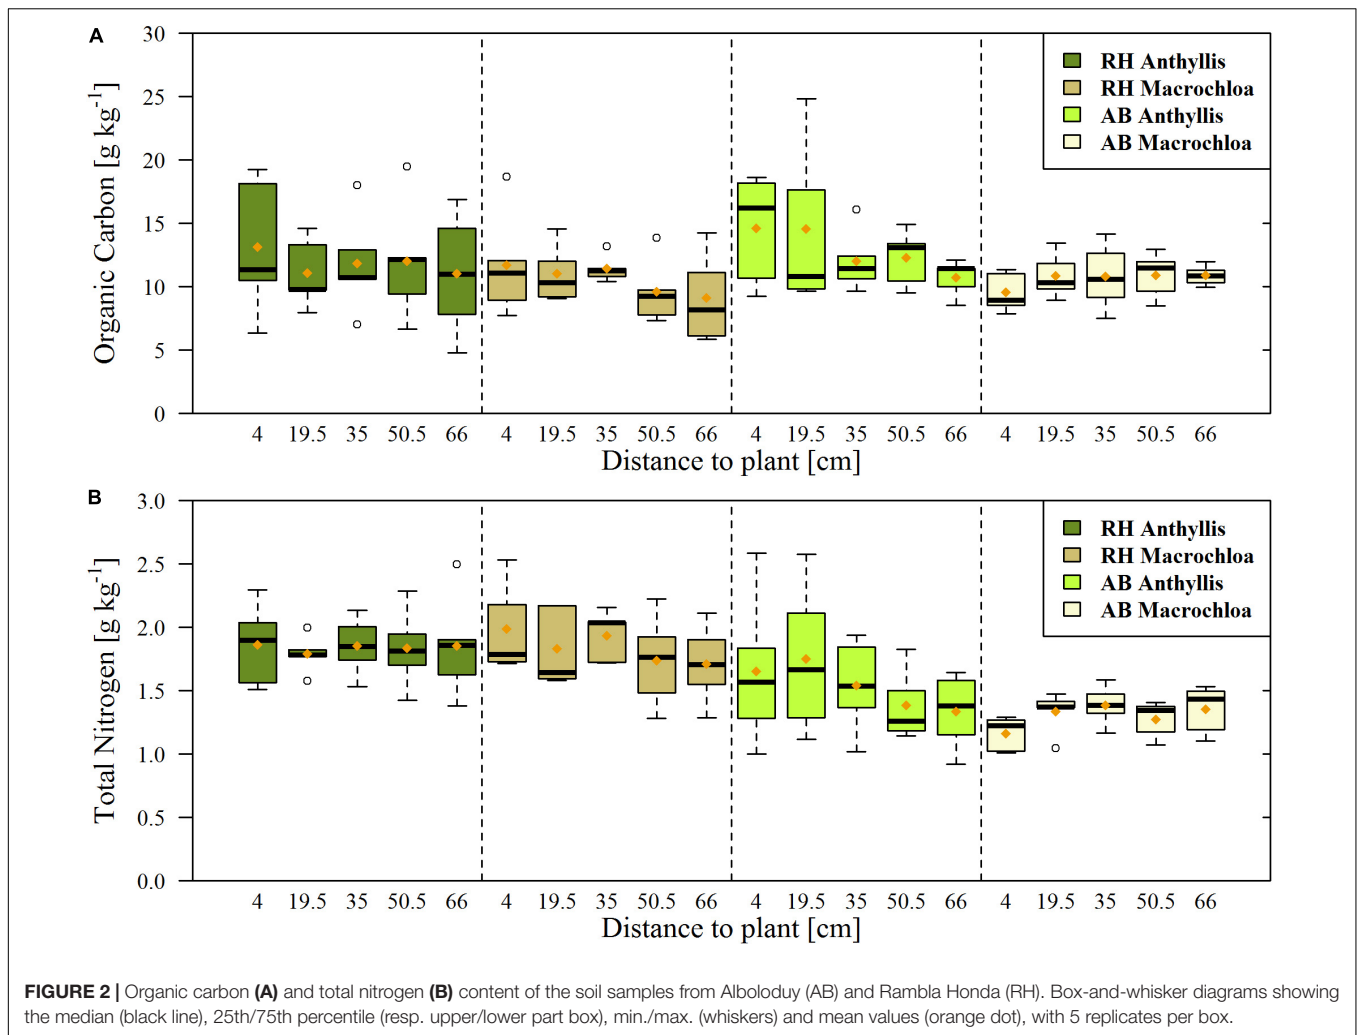 A
30
25
20
15
10
5
0
Organic Carbon [g kg⁻¹]
RH Anthyllis
RH Macrochloa
AB Anthyllis
AB Macrochloa
4 19.5 35 50.5 66 4 19.5 35 50.5 66 4 19.5 35 50.5 66 4 19.5 35 50.5 66
Distance to plant [cm]
B
3.0
2.5
2.0
1.5
1.0
0.5
0.0
Total Nitrogen [g kg⁻¹]
RH Anthyllis
RH Macrochloa
AB Anthyllis
AB Macrochloa
4 19.5 35 50.5 66 4 19.5 35 50.5 66 4 19.5 35 50.5 66 4 19.5 35 50.5 66
Distance to plant [cm]
FIGURE 2 | Organic carbon (A) and total nitrogen (B) content of the soil samples from Alboloduy (AB) and Rambla Honda (RH). Box-and-whisker diagrams showing
the median (black line), 25th/75th percentile (resp. upper/lower part box), min./max. (whiskers) and mean values (orange dot), with 5 replicates per box.